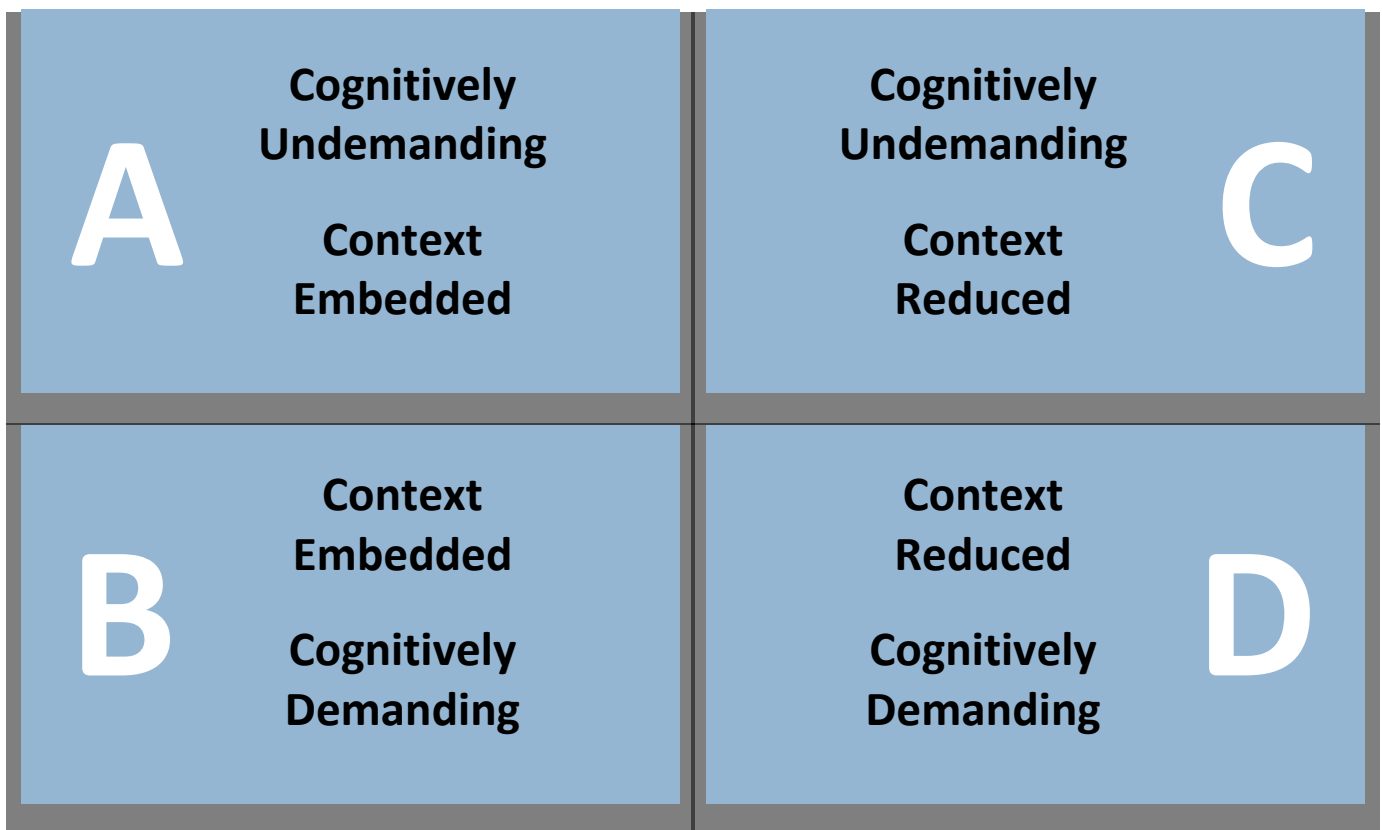 A
Cognitively
Undemanding
Context
Embedded
Cognitively
Undemanding
Context
Reduced
C
B
Context
Embedded
Cognitively
Demanding
Context
Reduced
Cognitively
Demanding
D